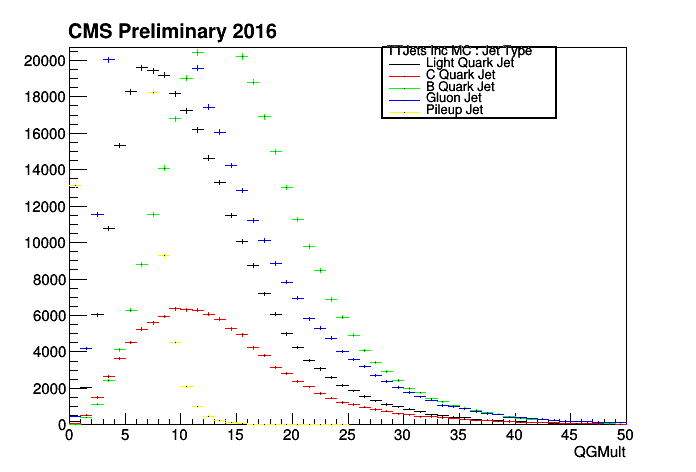 CMS Preliminary 2016
TTJets inc MC : Jet Type
Light Quark Jet
C Quark Jet
B Quark Jet
Gluon Jet
Pileup Jet
20000
18000
16000
14000
12000
10000
8000
6000
4000
2000
0
0 5 10 15 20 25 30 35 40 45 50
QGMult